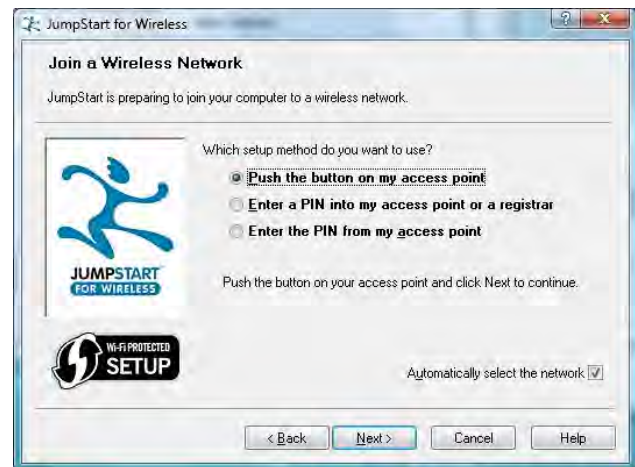 JumpStart for Wireless
Join a Wireless Network
JumpStart is preparing to join your computer to a wireless network.
Which setup method do you want to use?
Push the button on my access point
Enter a PIN into my access point or a registrar
Enter the PIN from my access point
JUMPSTART
FOR WIRELESS
Push the button on your access point and click Next to continue.
Wi-Fi PROTECTED
SETUP
Automatically select the network
< Back
Next >
Cancel
Help